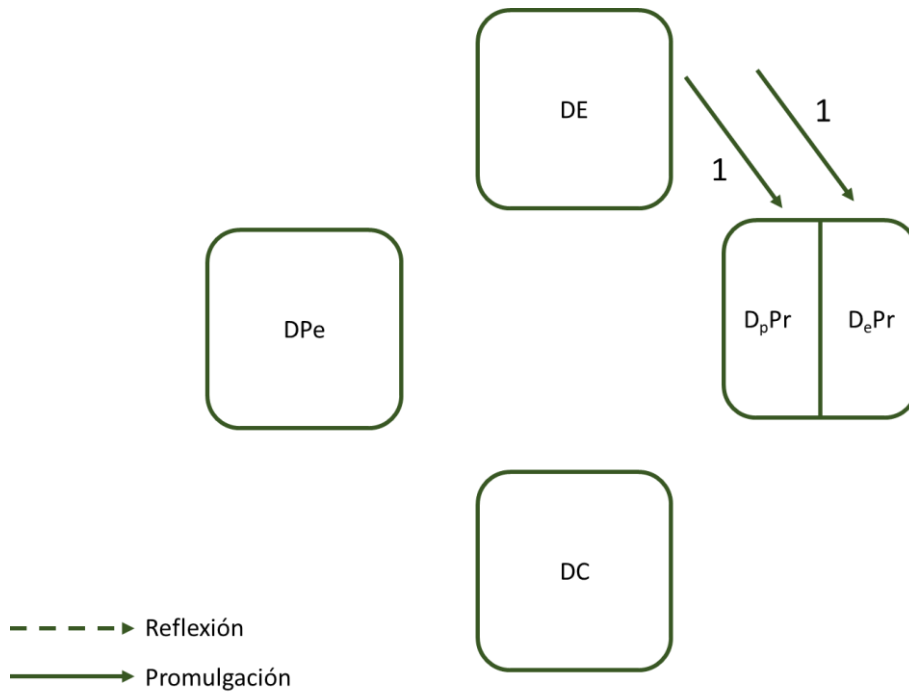 DE
1
1
DPe
DpPr
DePr
DC
Reflexión
Promulgación